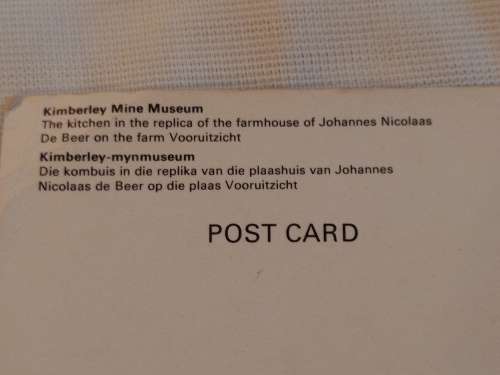 Kimberley Mine Museum
The kitchen in the replica of the farmhouse of Johannes Nicolaas
De Beer on the farm Vooruitzicht
Kimberley-mynmuseum
Die kombuis in die replika van die plaashuis van Johannes
Nicolaas de Beer op die plaas Vooruitzicht
POST CARD